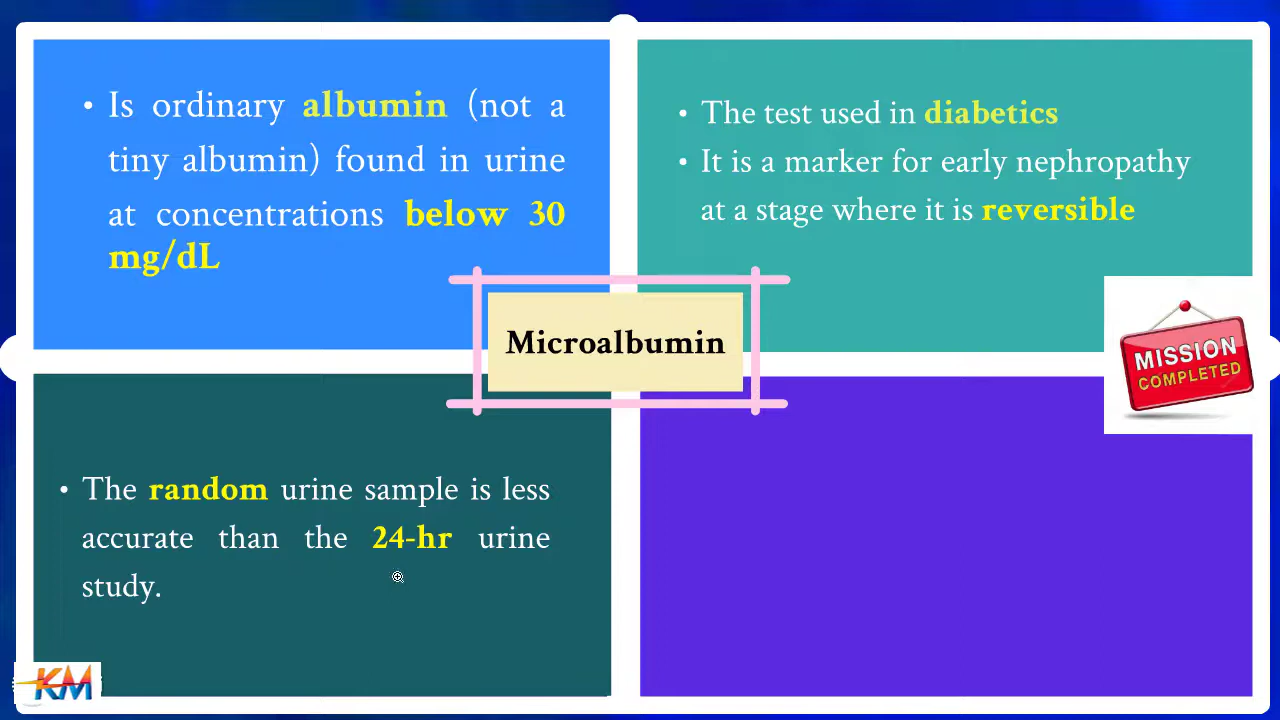 • Is ordinary albumin (not a
tiny albumin) found in urine
at concentrations below 30
mg/dL
• The test used in diabetics
• It is a marker for early nephropathy
at a stage where it is reversible
Microalbumin
MISSION
COMPLETED
• The random urine sample is less
accurate than the 24-hr urine
study.
KM